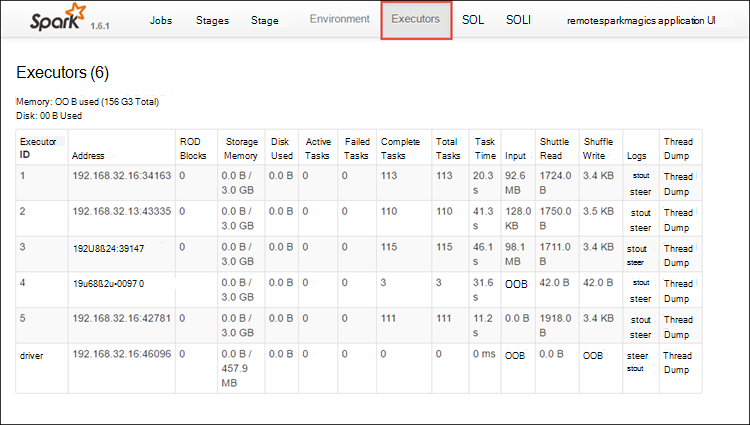 Spark 1.6.1 Jobs Stages Stage Environment Executors SOL SOLI remotesparkmagics application UI
Executors (6)
Memory: OO B used (156 G3 Total)
Disk: 00 B Used
Executor ID Address ROD Blocks Storage Memory Disk Used Active Tasks Failed Tasks Complete Tasks Total Tasks Task Time Input Shuttle Read Shuffle Write Logs Thread Dump
1 192.168.32.16:34163 0 0.0 B / 3.0 GB 0.0 B 0 0 113 113 20.3 s 92.6 MB 1724.0 B 3.4 KB stout steer Thread Dump
2 192.168.32.13:43335 0 0.0 B / 3.0 GB 0.0 B 0 0 110 110 41.3 s 128.0 KB 1750.0 B 3.5 KB stout steer Thread Dump
3 192U8ß24:39147 0 0.0 B / 3.0 GB 0.0 B 0 0 115 115 46.1 s 98.1 MB 1711.0 B 3.4 KB stout steer Thread Dump
4 19u68ß2u•0097 0 0 0.0 B / 3.0 GB 0.0 B 0 0 3 3 31.6 s OOB 42.0 B 42.0 B stout steer Thread Dump
5 192.168.32.16:42781 0 0.0 B / 3.0 GB 0.0 B 0 0 111 111 11.2 s 0.0 B 1918.0 B 3.4 KB stout steer Thread Dump
driver 192.168.32.16:46096 0 0.0 B / 457.9 MB 0.0 B 0 0 0 0 0 ms OOB 0.0 B OOB steer stout Thread Dump